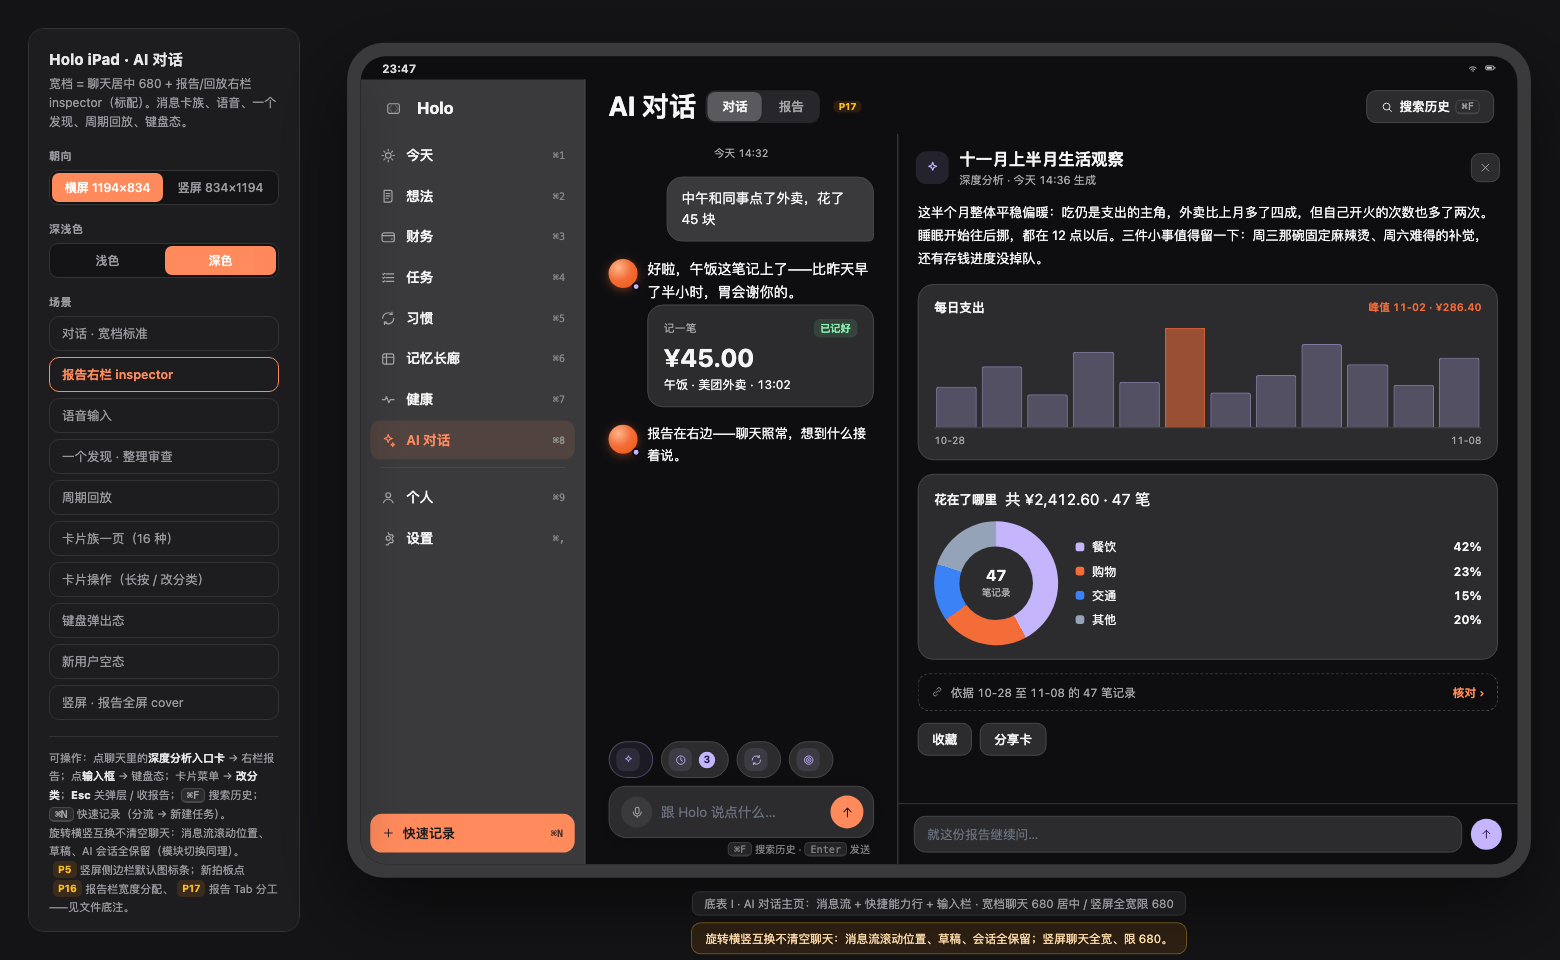 Holo iPad · AI 对话
宽档 = 聊天居中 680 + 报告/回放右栏
inspector（标配）。消息卡族、语音、一个
发现、周期回放、键盘态。
朝向
横屏 1194×834
竖屏 834×1194
深浅色
浅色
深色
场景
对话 · 宽档标准
报告右栏 inspector
语音输入
一个发现 · 整理审查
周期回放
卡片族一页（16 种）
卡片操作（长按 / 改分类）
键盘弹出态
新用户空态
竖屏 · 报告全屏 cover
可操作：点聊天里的深度分析入口卡 → 右栏报
告；点输入框 → 键盘态；卡片菜单 → 改分
类；Esc 关弹层 / 收报告；⌘F 搜索历史；
⌘N 快速记录（分流 → 新建任务）。
旋转横竖互换不清空聊天：消息流滚动位置、
草稿、AI 会话全保留（模块切换同理）。
P5 竖屏侧边栏默认图标条；新拍板点
P16 报告栏宽度分配、 P17 报告 Tab 分工
——见文件底注。
23:47
Holo
今天 ⌘1
想法 ⌘2
财务 ⌘3
任务 ⌘4
习惯 ⌘5
记忆长廊 ⌘6
健康 ⌘7
AI 对话 ⌘8
个人 ⌘9
设置 ⌘,
+ 快速记录 ⌘N
AI 对话
对话
报告
P17
搜索历史 ⌘F
今天 14:32
中午和同事点了外卖，花了
45 块
好啦，午饭这笔记上了——比昨天早
了半小时，胃会谢你的。
记一笔
已记好
¥45.00
午饭 · 美团外卖 · 13:02
报告在右边——聊天照常，想到什么接
着说。
3
跟 Holo 说点什么...
⌘F 搜索历史 · Enter 发送
十一月上半月生活观察
深度分析 · 今天 14:36 生成
这半个月整体平稳偏暖：吃仍是支出的主角，外卖比上月多了四成，但自己开火的次数也多了两次。
睡眠开始往后挪，都在 12 点以后。三件小事值得留一下：周三那碗固定麻辣烫、周六难得的补觉，
还有存钱进度没掉队。
每日支出
峰值 11-02 · ¥286.40
10-28
11-08
花在了哪里 共 ¥2,412.60 · 47 笔
47
笔记录
餐饮 42%
购物 23%
交通 15%
其他 20%
依据 10-28 至 11-08 的 47 笔记录
核对 ›
收藏
分享卡
就这份报告继续问...
底表 I · AI 对话主页：消息流 + 快捷能力行 + 输入栏 · 宽档聊天 680 居中 / 竖屏全宽限 680
旋转横竖互换不清空聊天：消息流滚动位置、草稿、会话全保留；竖屏聊天全宽、限 680。